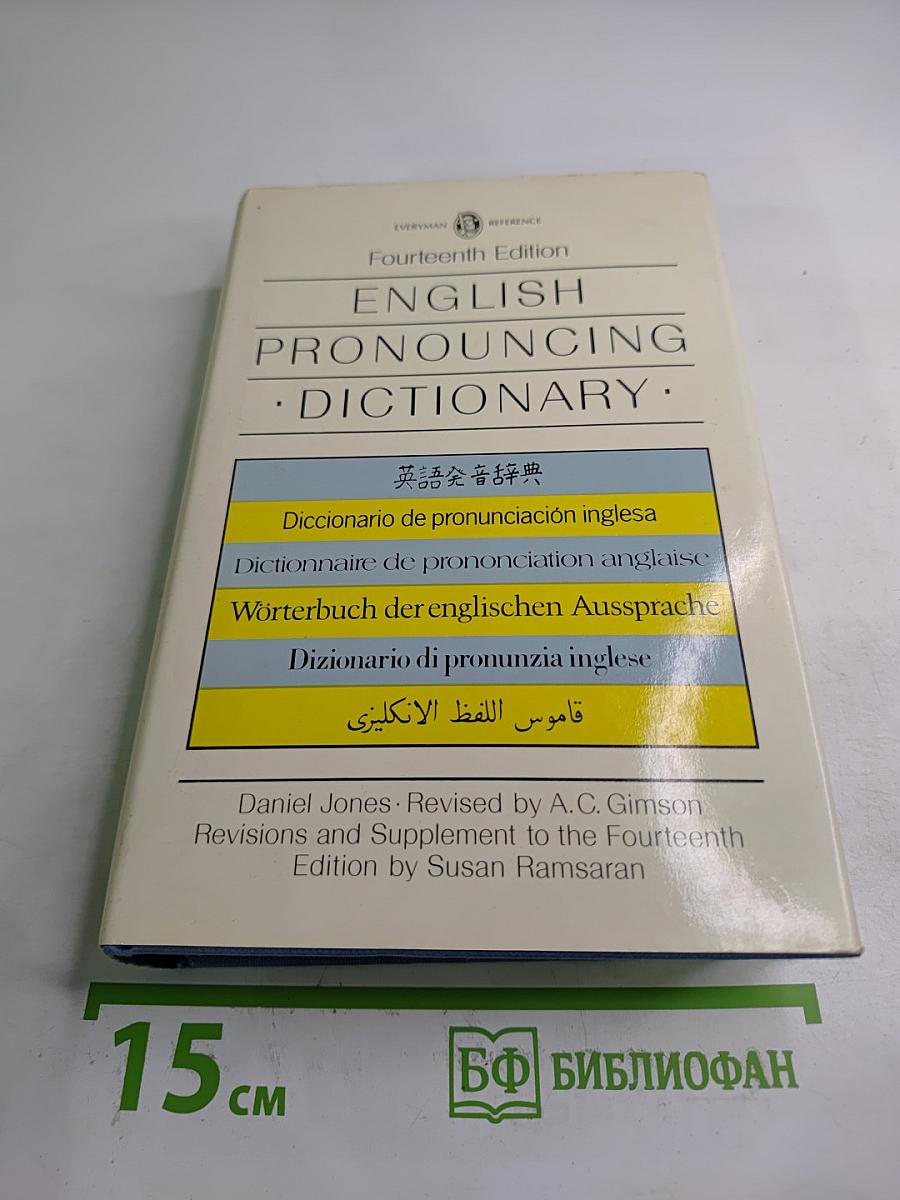 EVERYMAN REFERENCE
Fourteenth Edition
ENGLISH
PRONOUNCING
· DICTIONARY ·
英語発音辞典
Diccionario de pronunciación inglesa
Dictionnaire de prononciation anglaise
Wörterbuch der englischen Aussprache
Dizionario di pronunzia inglese
قاموس اللفظ الانكليزى
Daniel Jones · Revised by A.C. Gimson
Revisions and Supplement to the Fourteenth
Edition by Susan Ramsaran
15 см
БФ БИБЛИОФАН